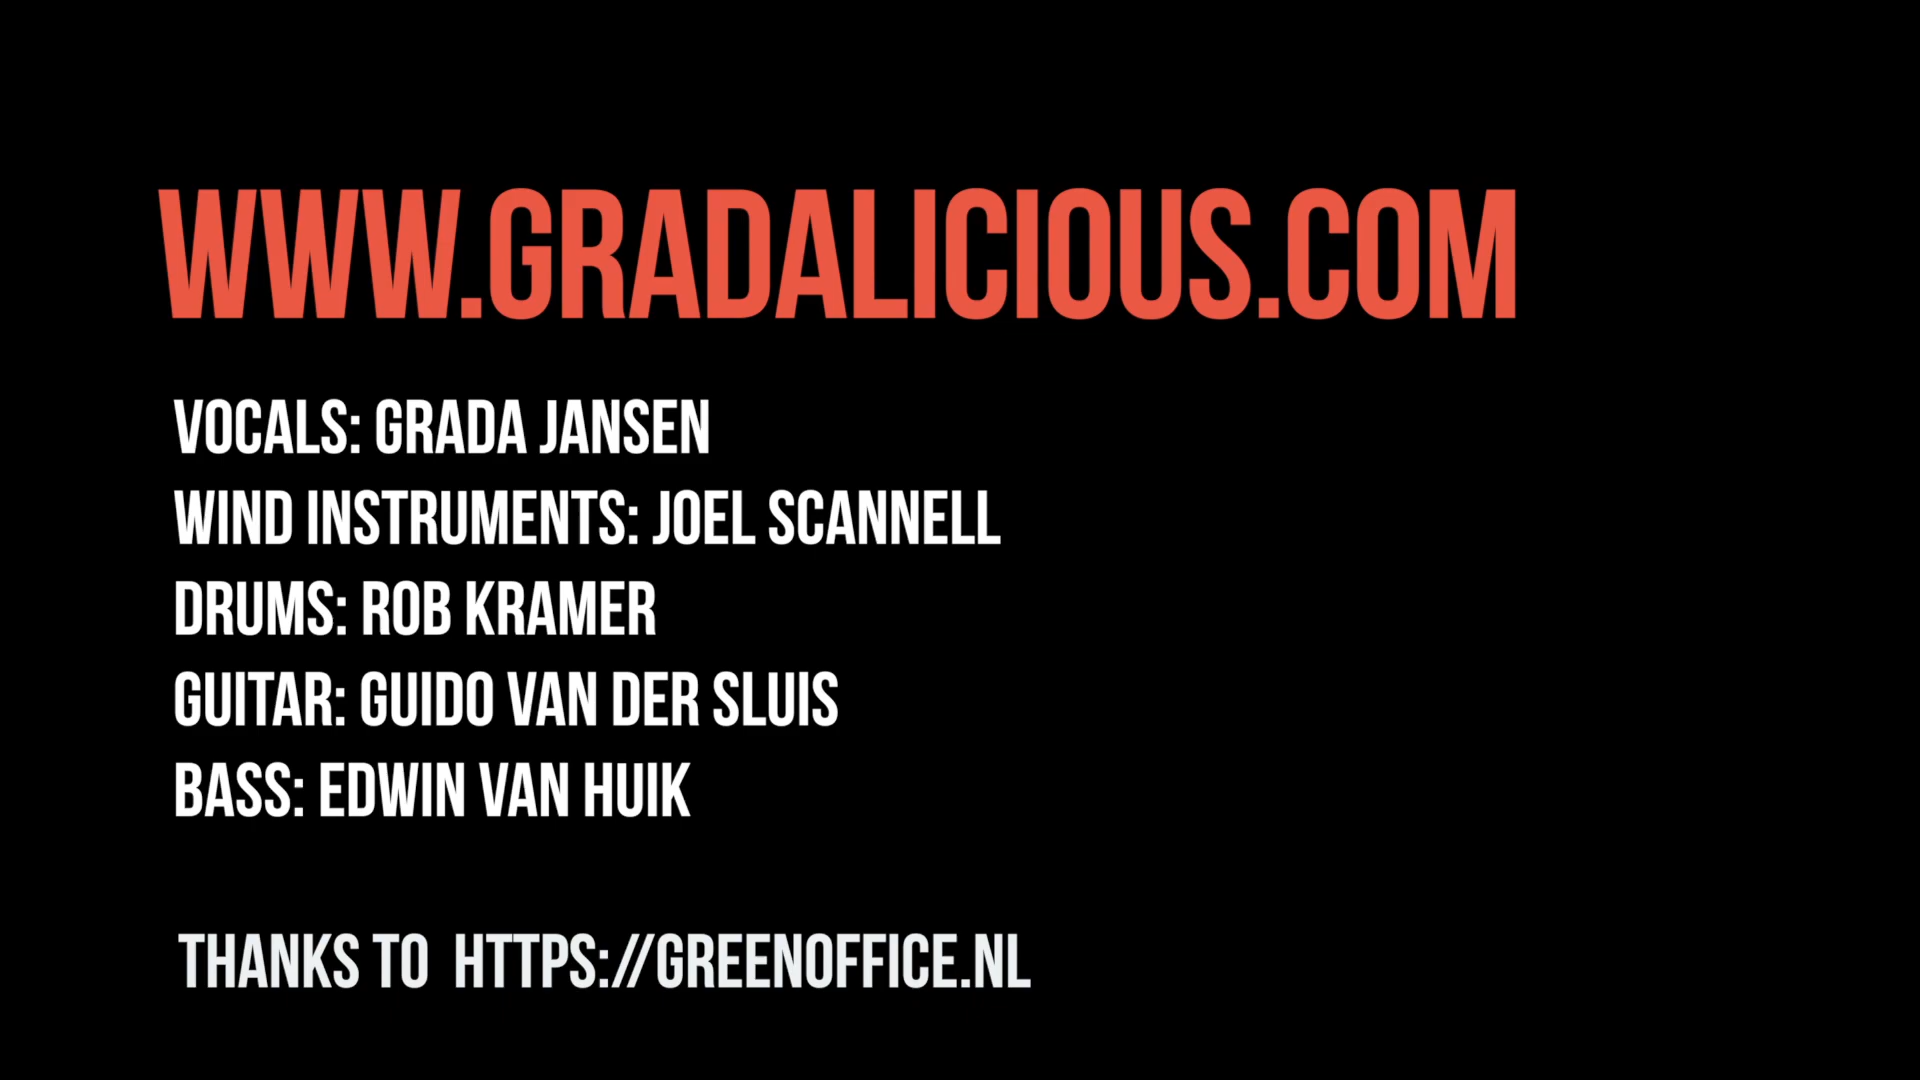 WWW.GRADALICIOUS.COM
VOCALS: GRADA JANSEN
WIND INSTRUMENTS: JOEL SCANNELL
DRUMS: ROB KRAMER
GUITAR: GUIDO VAN DER SLUIS
BASS: EDWIN VAN HUIK
THANKS TO  HTTPS://GREENOFFICE.NL